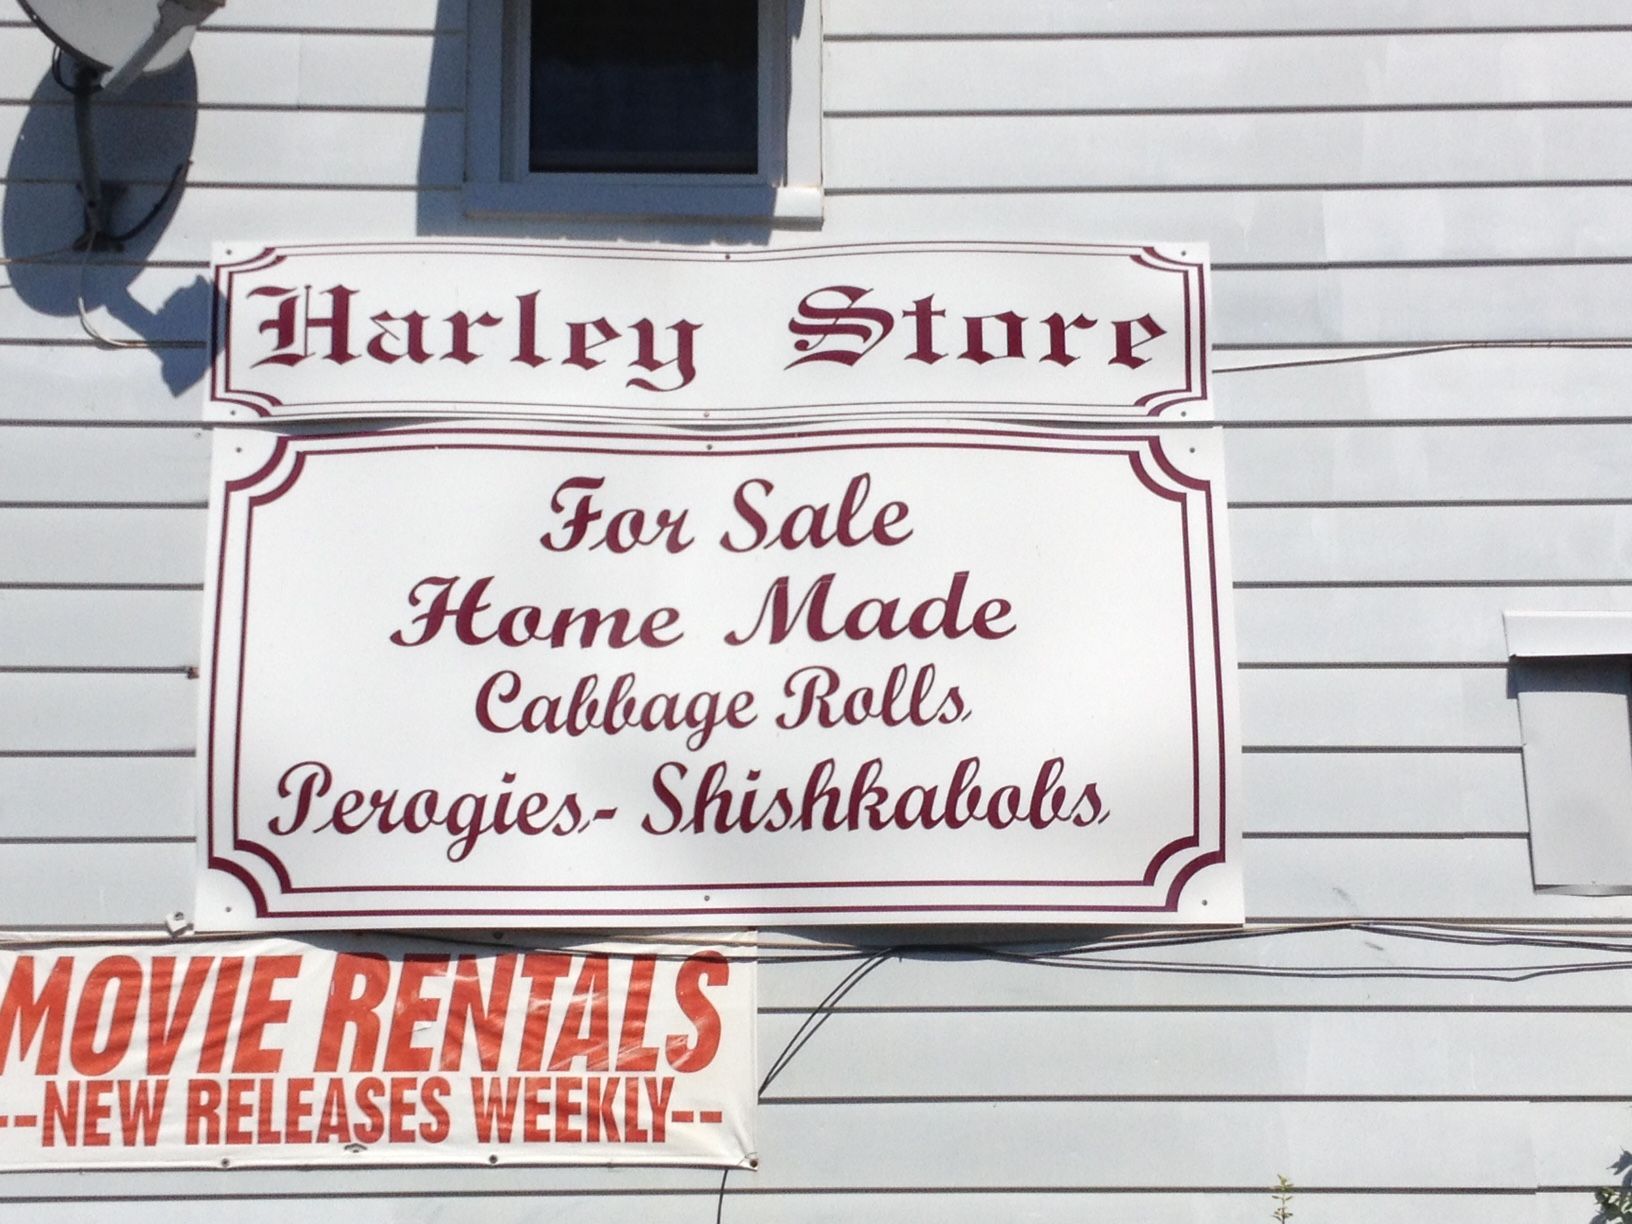 Harley Store
For Sale
Home Made
Cabbage Rolls
Perogies- Shishkabobs
MOVIE RENTALS
--NEW RELEASES WEEKLY--